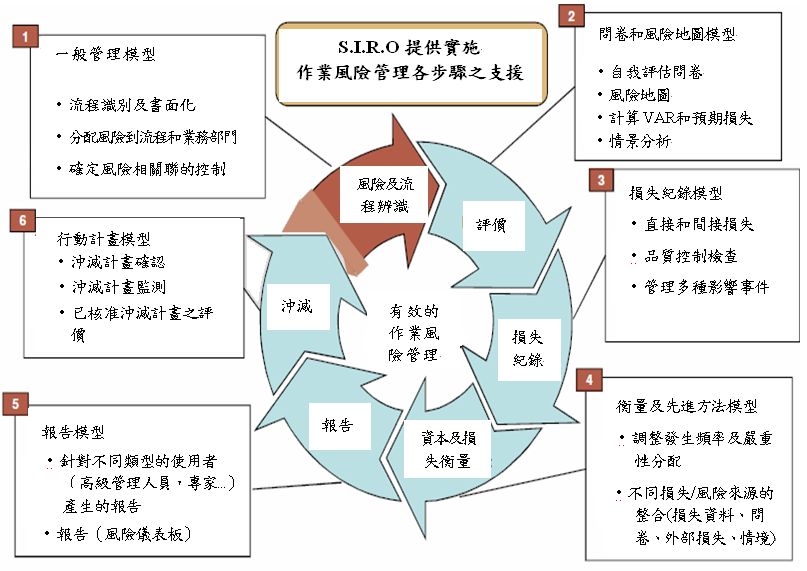 S.I.R.O 提供實施
作業風險管理各步驟之支援
1
一般管理模型
• 流程識別及書面化
• 分配風險到流程和業務部門
• 確定風險相關聯的控制
2
問卷和風險地圖模型
• 自我評估問卷
• 風險地圖
• 計算 VAR和預期損失
• 情景分析
3
損失紀錄模型
• 直接和間接損失
• 品質控制檢查
• 管理多種影響事件
4
衡量及先進方法模型
• 調整發生頻率及嚴重
性分配
• 不同損失/風險來源的
整合(損失資料、問
卷、外部損失、情境)
5
報告模型
• 針對不同類型的使用者
（高級管理人員，專家...）
產生的報告
• 報告（風險儀表板）
6
行動計畫模型
• 沖減計畫確認
• 沖減計畫監測
• 已核准沖減計畫之評
價
風險及流
程辨識
評價
損失
紀錄
資本及損
失衡量
報告
沖減
有效的
作業風
險管理